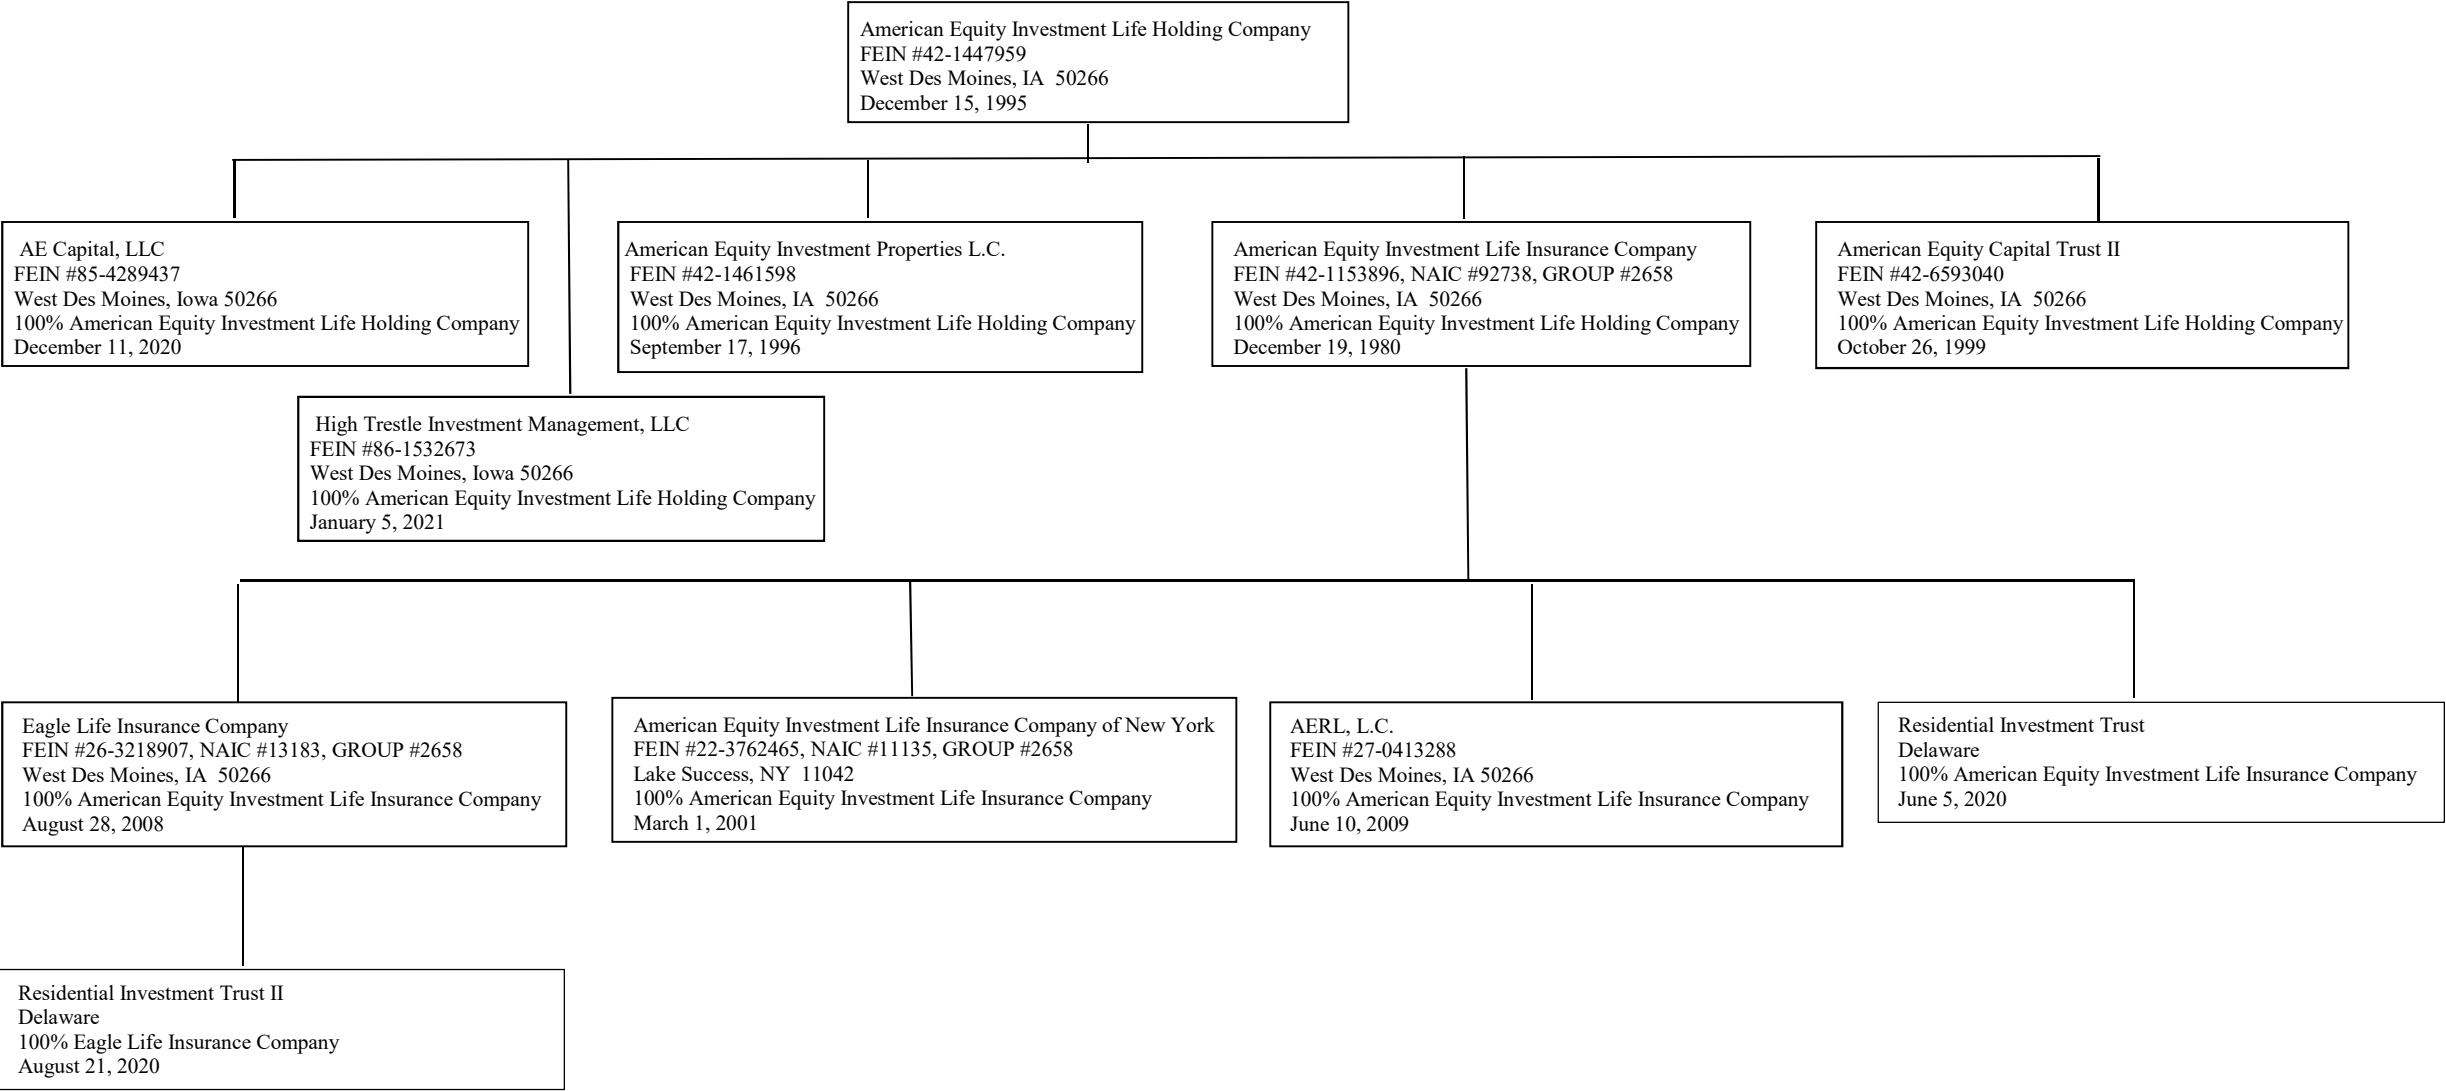 American Equity Investment Life Holding Company
FEIN #42-1447959
West Des Moines, IA  50266
December 15, 1995
AE Capital, LLC
FEIN #85-4289437
West Des Moines, Iowa 50266
100% American Equity Investment Life Holding Company
December 11, 2020
American Equity Investment Properties L.C.
FEIN #42-1461598
West Des Moines, IA  50266
100% American Equity Investment Life Holding Company
September 17, 1996
American Equity Investment Life Insurance Company
FEIN #42-1153896, NAIC #92738, GROUP #2658
West Des Moines, IA  50266
100% American Equity Investment Life Holding Company
December 19, 1980
American Equity Capital Trust II
FEIN #42-6593040
West Des Moines, IA  50266
100% American Equity Investment Life Holding Company
October 26, 1999
High Trestle Investment Management, LLC
FEIN #86-1532673
West Des Moines, Iowa 50266
100% American Equity Investment Life Holding Company
January 5, 2021
Eagle Life Insurance Company
FEIN #26-3218907, NAIC #13183, GROUP #2658
West Des Moines, IA  50266
100% American Equity Investment Life Insurance Company
August 28, 2008
American Equity Investment Life Insurance Company of New York
FEIN #22-3762465, NAIC #11135, GROUP #2658
Lake Success, NY  11042
100% American Equity Investment Life Insurance Company
March 1, 2001
AERL, L.C.
FEIN #27-0413288
West Des Moines, IA 50266
100% American Equity Investment Life Insurance Company
June 10, 2009
Residential Investment Trust
Delaware
100% American Equity Investment Life Insurance Company
June 5, 2020
Residential Investment Trust II
Delaware
100% Eagle Life Insurance Company
August 21, 2020